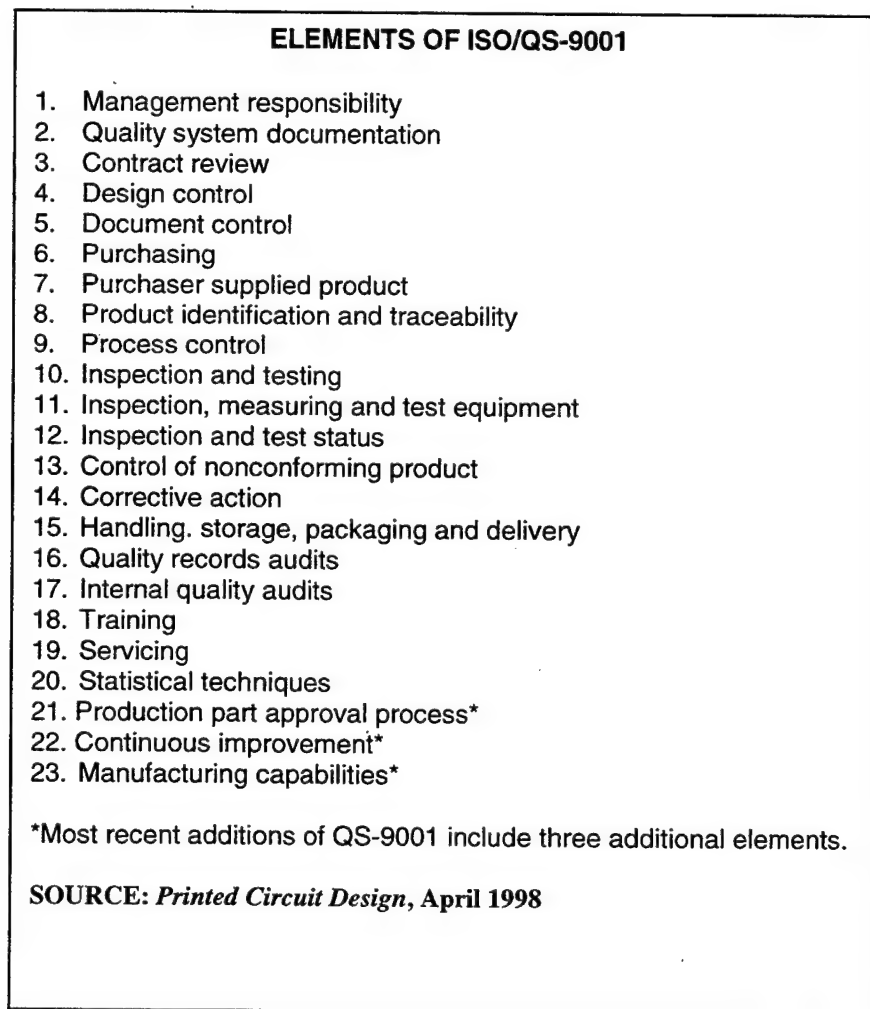 ELEMENTS OF ISO/QS-9001
1. Management responsibility
2. Quality system documentation
3. Contract review
4. Design control
5. Document control
6. Purchasing
7. Purchaser supplied product
8. Product identification and traceability
9. Process control
10. Inspection and testing
11. Inspection, measuring and test equipment
12. Inspection and test status
13. Control of nonconforming product
14. Corrective action
15. Handling. storage, packaging and delivery
16. Quality records audits
17. Internal quality audits
18. Training
19. Servicing
20. Statistical techniques
21. Production part approval process*
22. Continuous improvement*
23. Manufacturing capabilities*
*Most recent additions of QS-9001 include three additional elements.
SOURCE: Printed Circuit Design, April 1998